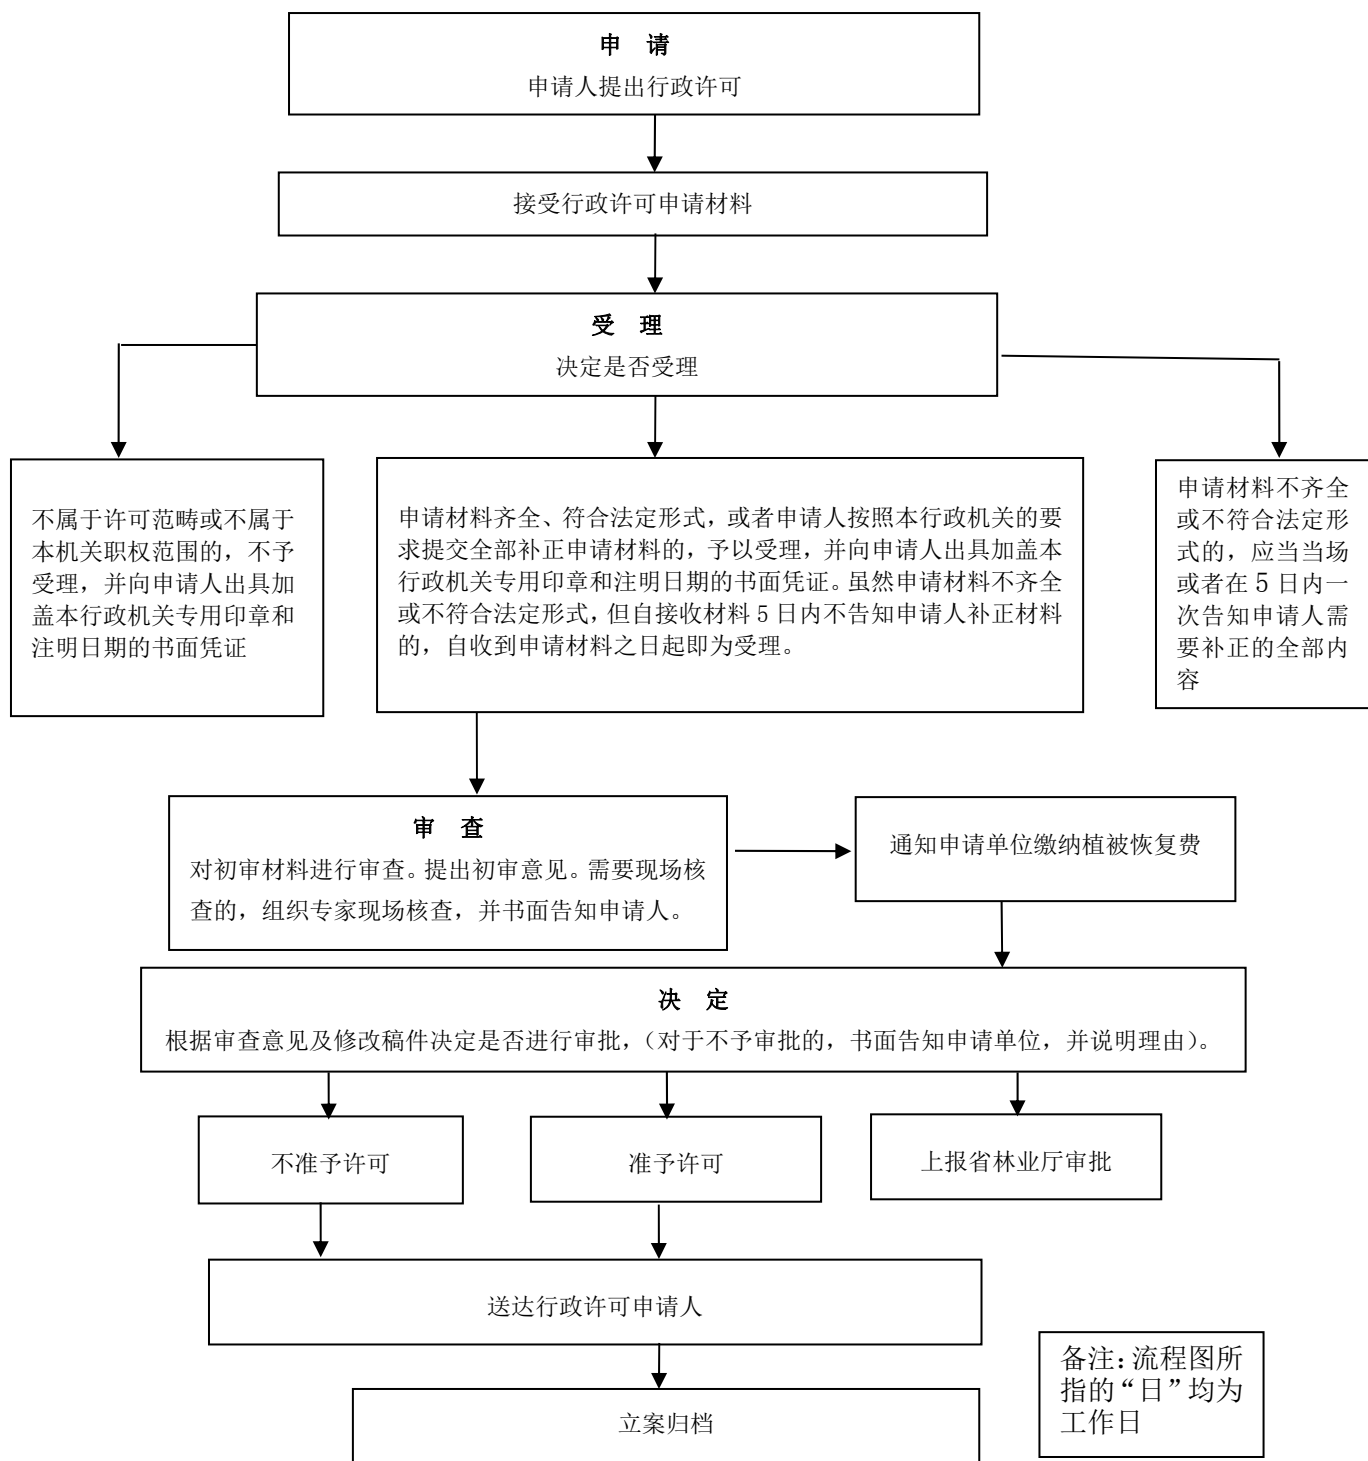 申 请
申请人提出行政许可
接受行政许可申请材料
受 理
决定是否受理
不属于许可范畴或不属于
本机关职权范围的，不予
受理，并向申请人出具加
盖本行政机关专用印章和
注明日期的书面凭证
申请材料齐全、符合法定形式，或者申请人按照本行政机关的要
求提交全部补正申请材料的，予以受理，并向申请人出具加盖本
行政机关专用印章和注明日期的书面凭证。虽然申请材料不齐全
或不符合法定形式，但自接收材料 5 日内不告知申请人补正材料
的，自收到申请材料之日起即为受理。
申请材料不齐全
或不符合法定形
式的，应当当场
或者在 5 日内一
次告知申请人需
要补正的全部内
容
审 查
对初审材料进行审查。提出初审意见。需要现场核
查的，组织专家现场核查，并书面告知申请人。
通知申请单位缴纳植被恢复费
决 定
根据审查意见及修改稿件决定是否进行审批，（对于不予审批的，书面告知申请单位，并说明理由）。
不准予许可
准予许可
上报省林业厅审批
送达行政许可申请人
立案归档
备注：流程图所
指的“日”均为
工作日